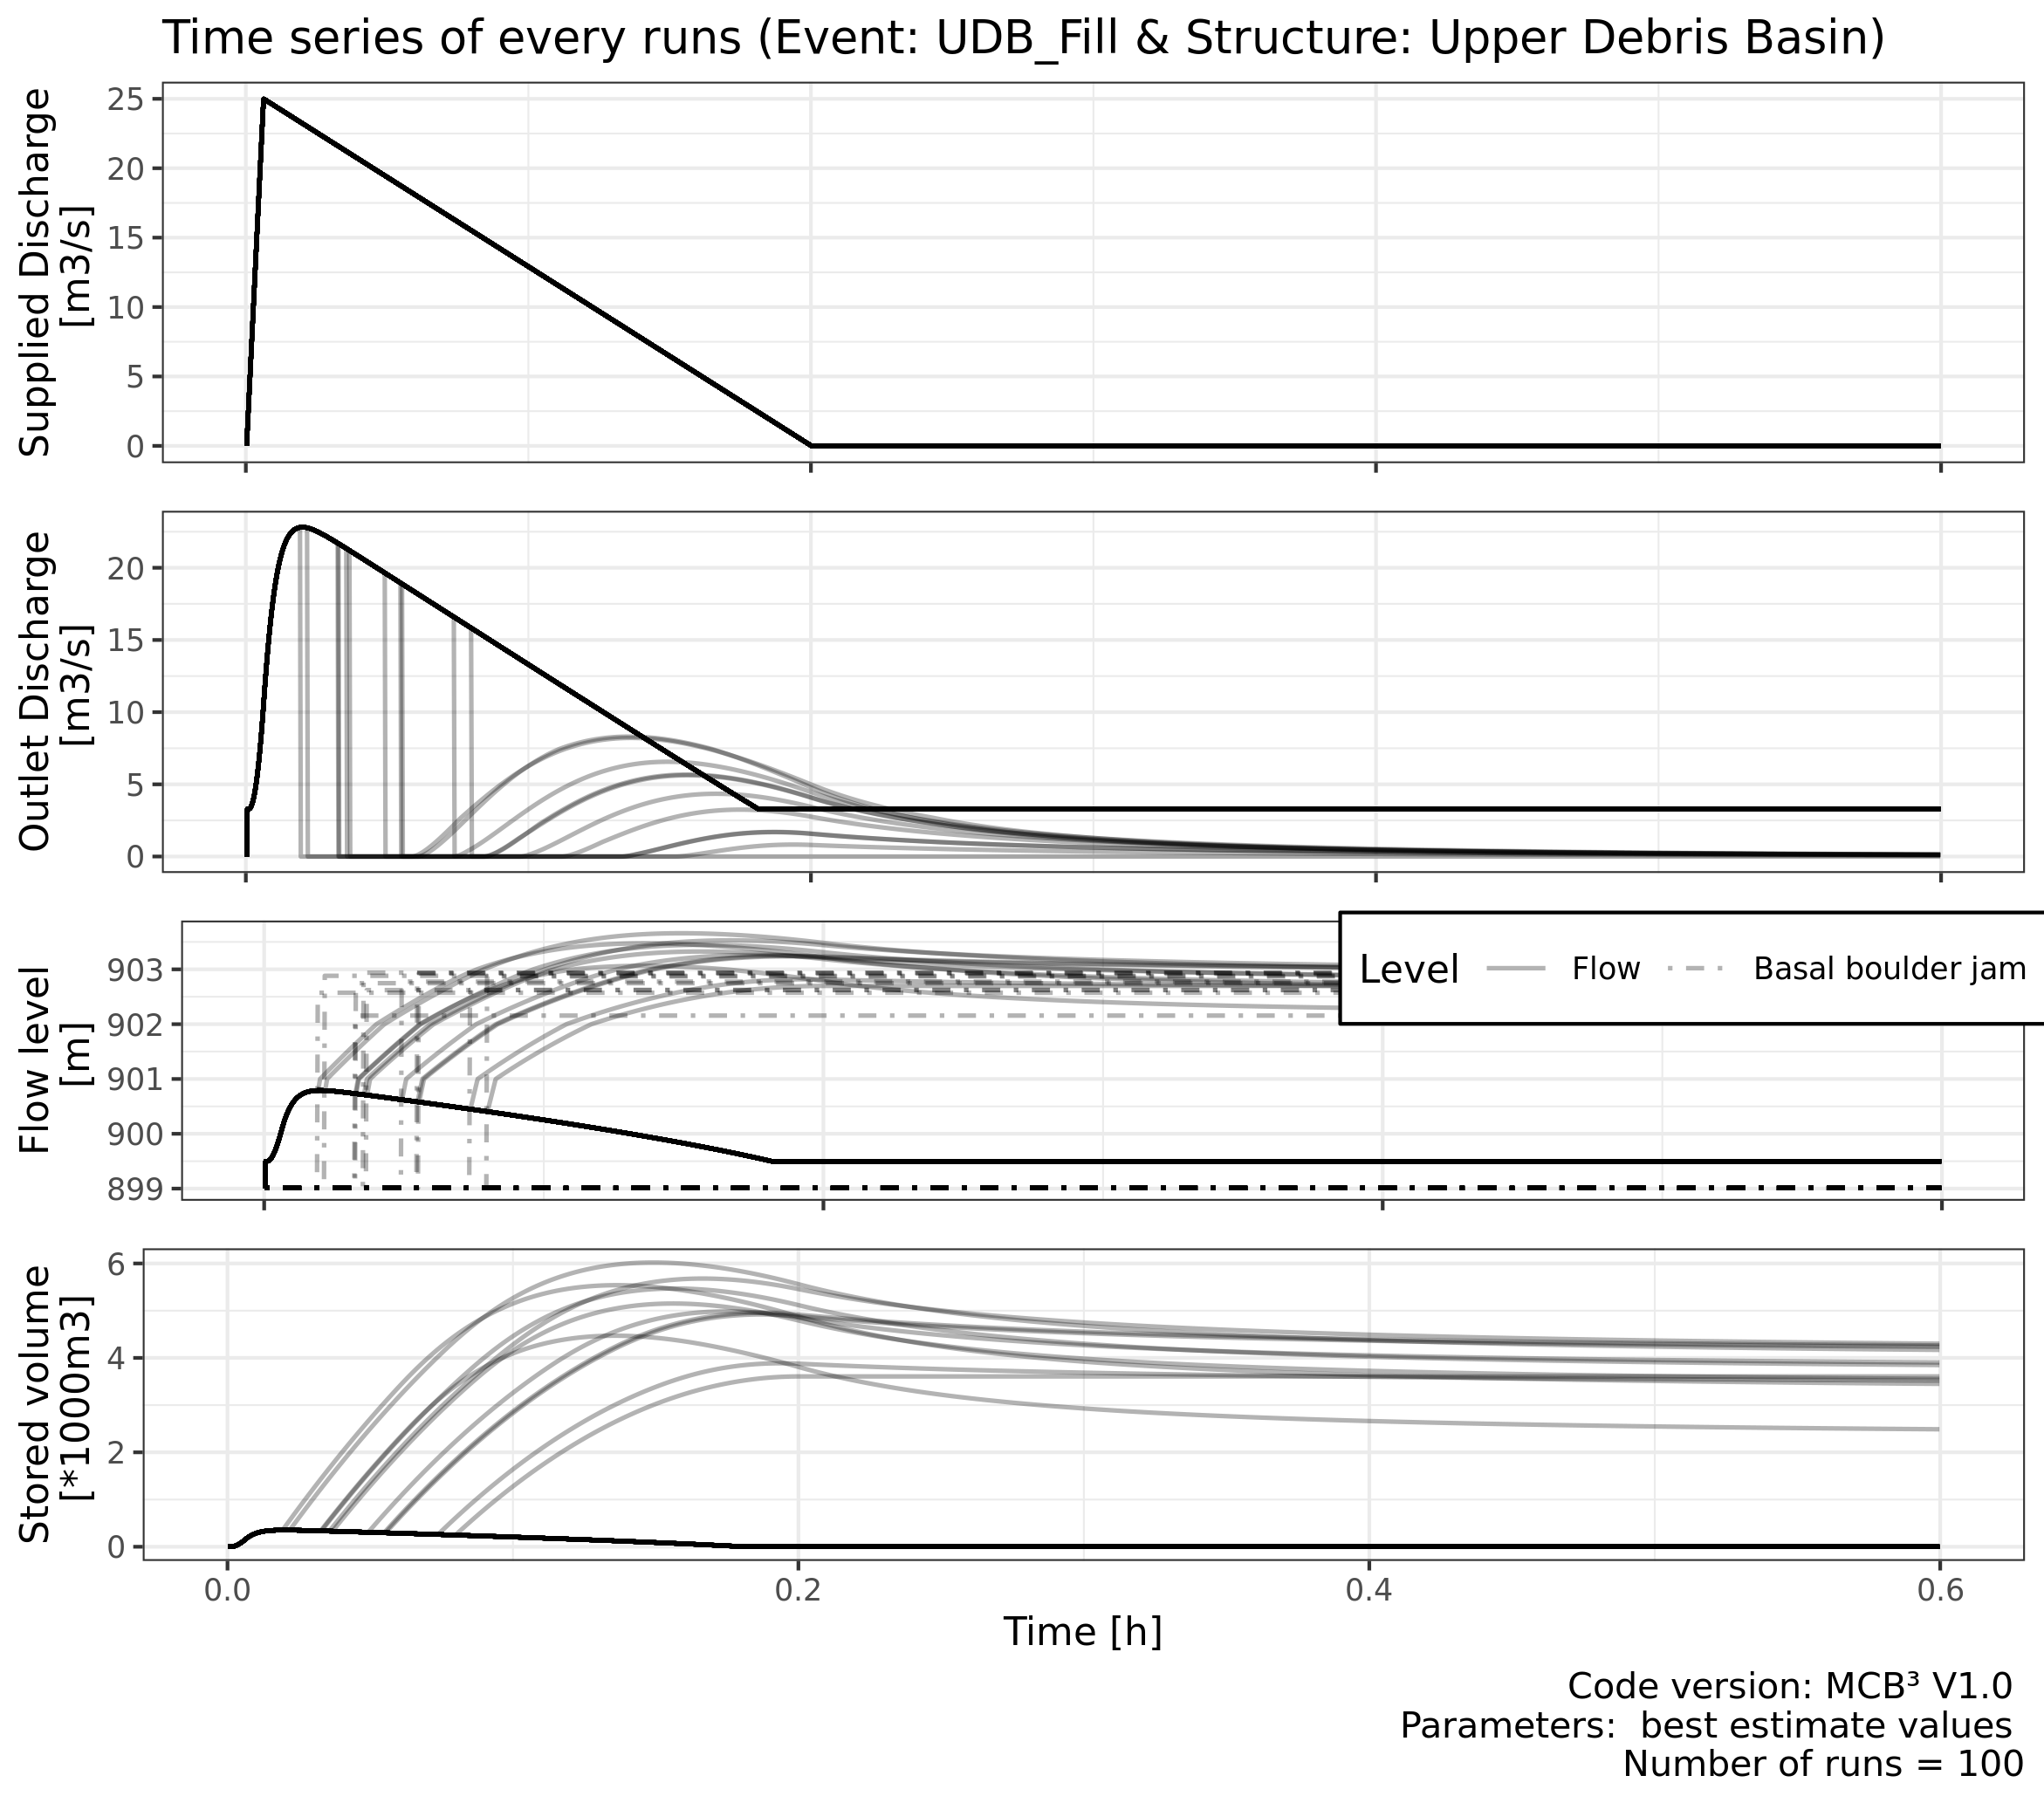 Time series of every runs (Event: UDB_Fill & Structure: Upper Debris Basin)
Supplied Discharge
[m3/s]
25
20
15
10
5
0
Outlet Discharge
[m3/s]
20
15
10
5
0
Flow level
[m]
903
902
901
900
899
Level Flow Basal boulder jam
Stored volume
[*1000m3]
6
4
2
0
0.0 0.2 0.4 0.6
Time [h]
Code version: MCB³ V1.0
Parameters:  best estimate values
Number of runs = 100